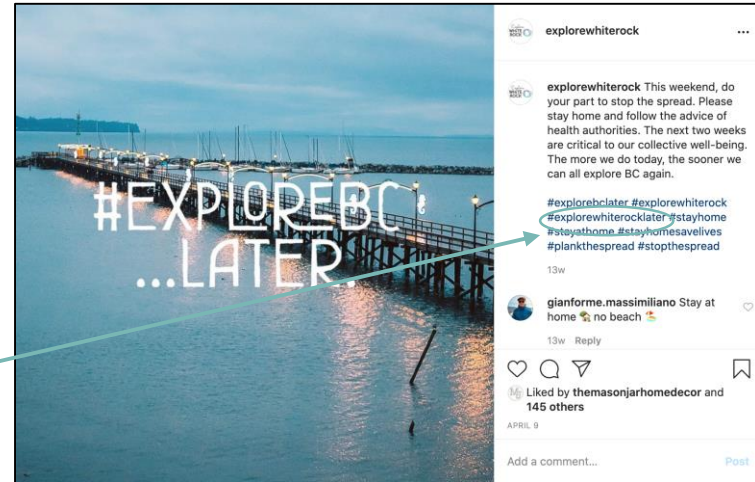 #EXPLOREBC
...LATER.
explorewhiterock
...
explorewhiterock This weekend, do
your part to stop the spread. Please
stay home and follow the advice of
health authorities. The next two weeks
are critical to our collective well-being.
The more we do today, the sooner we
can all explore BC again.
#explorebclater #explorewhiterock
#explorewhiterocklater #stayhome
#stayathome #stayhomesavelives
#plankthespread #stopthespread
13w
gianforme.massimiliano Stay at
home 🏡 no beach 🏖️
13w Reply
Liked by themasonjarhomedecor and
145 others
APRIL 9
Add a comment...
Post